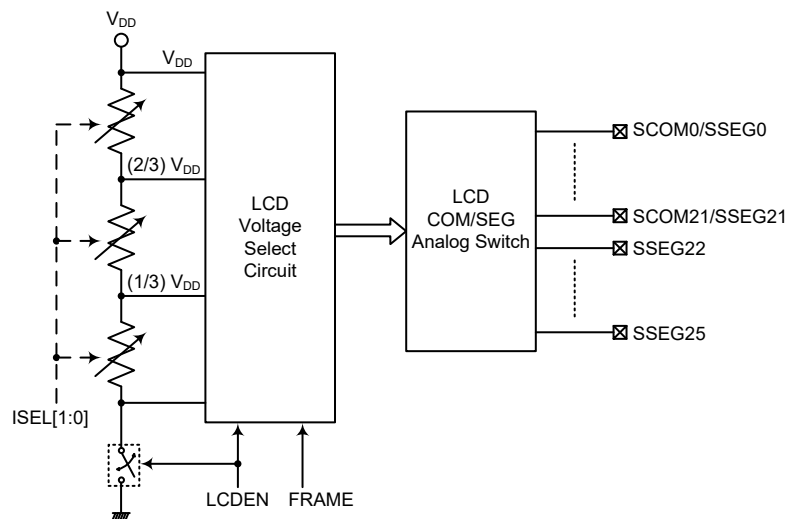 VDD
VDD
(2/3) VDD
(1/3) VDD
ISEL[1:0]
LCD
Voltage
Select
Circuit
LCDEN
FRAME
LCD
COM/SEG
Analog Switch
SCOM0/SSEG0
SCOM21/SSEG21
SSEG22
SSEG25